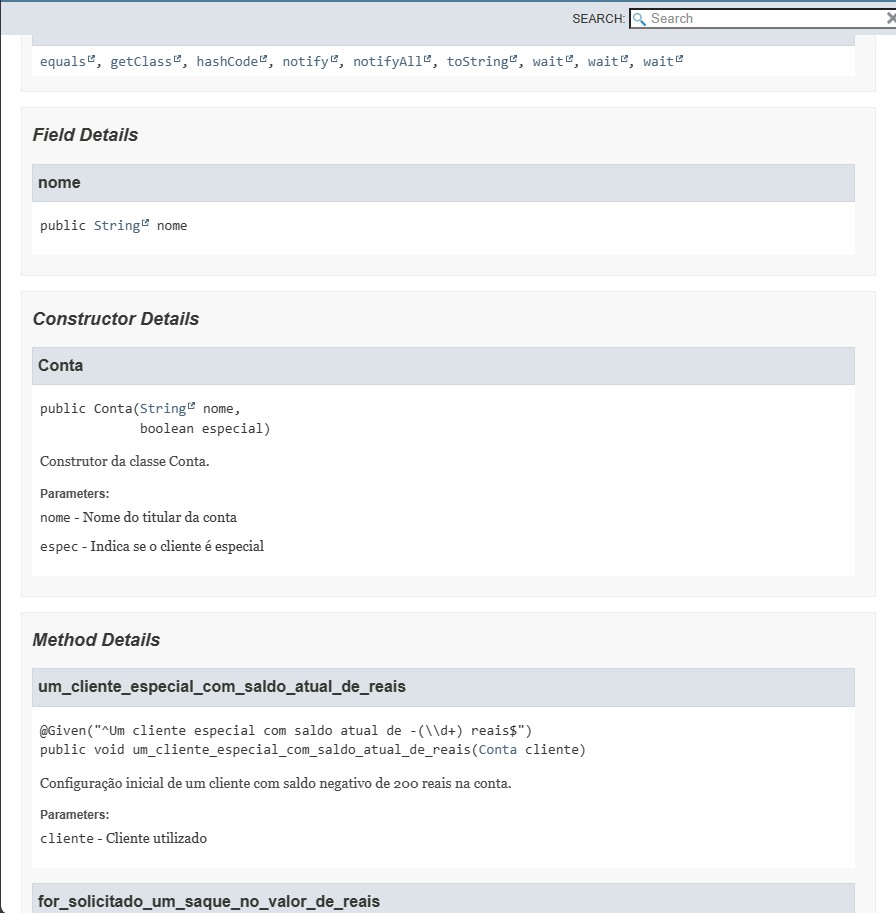 SEARCH: Search
equals, getClass, hashCode, notify, notifyAll, toString, wait, wait, wait
Field Details
nome
public String nome
Constructor Details
Conta
public Conta(String nome,
boolean especial)
Construtor da classe Conta.
Parameters:
nome - Nome do titular da conta
espec - Indica se o cliente é especial
Method Details
um_cliente_especial_com_saldo_atual_de_reais
@Given("^Um cliente especial com saldo atual de -(\\d+) reais$")
public void um_cliente_especial_com_saldo_atual_de_reais(Conta cliente)
Configuração inicial de um cliente com saldo negativo de 200 reais na conta.
Parameters:
cliente - Cliente utilizado
for_solicitado_um_saque_no_valor_de_reais